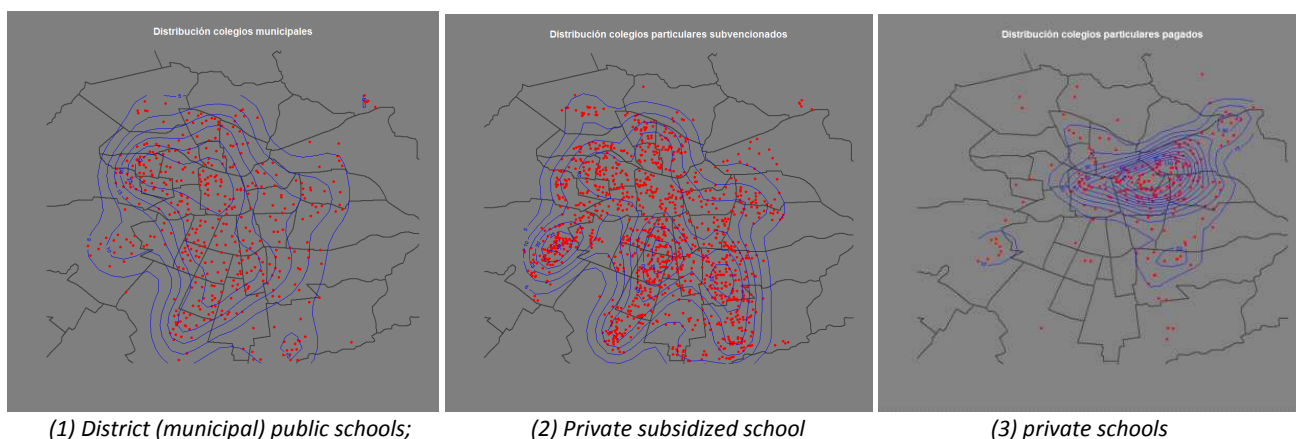 Distribución colegios municipales
Distribución colegios particulares subvencionados
Distribución colegios particulares pagados
(1) District (municipal) public schools;
(2) Private subsidized school
(3) private schools